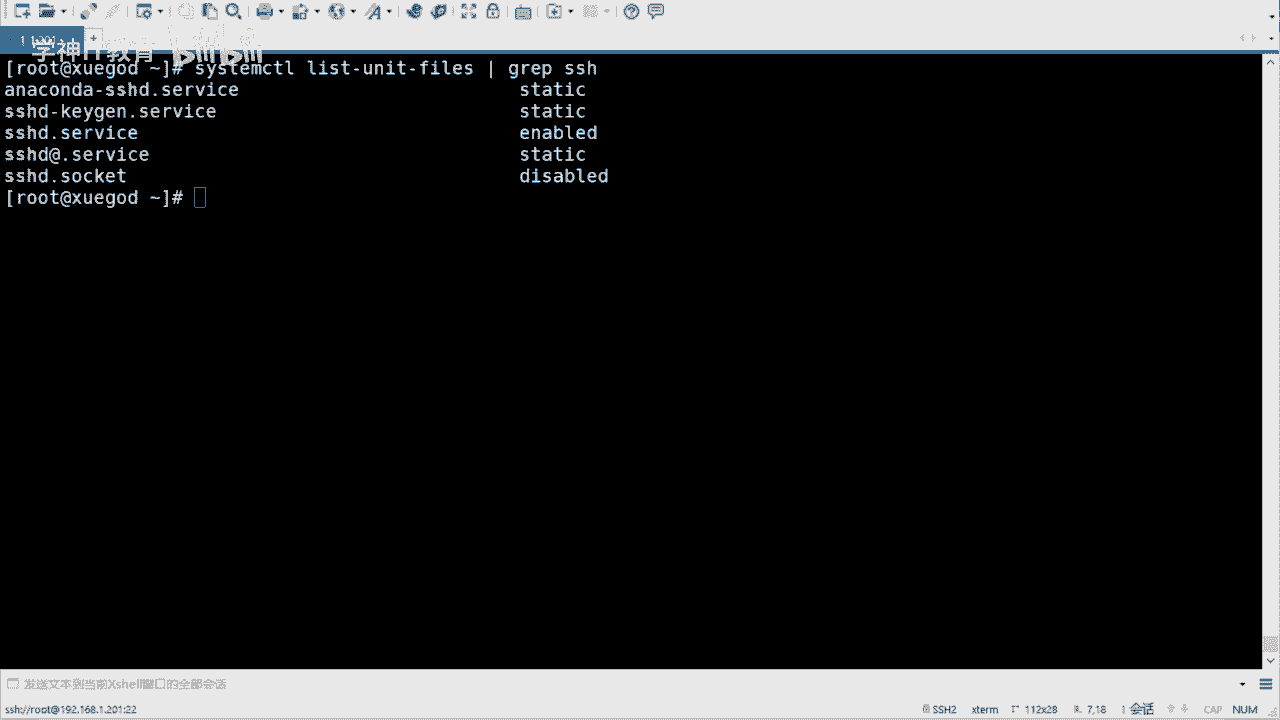 1 1.201
学神IT教育 bilibili
[root@xuegod ~]# systemctl list-unit-files | grep ssh
anaconda-sshd.service static
sshd-keygen.service static
sshd.service enabled
sshd@.service static
sshd.socket disabled
[root@xuegod ~]#
发送文本到当前Xshell窗口的全部会话
ssh://root@192.168.1.201:22 SSH2 xterm 112x28 7,18 1 会话 CAP NUM